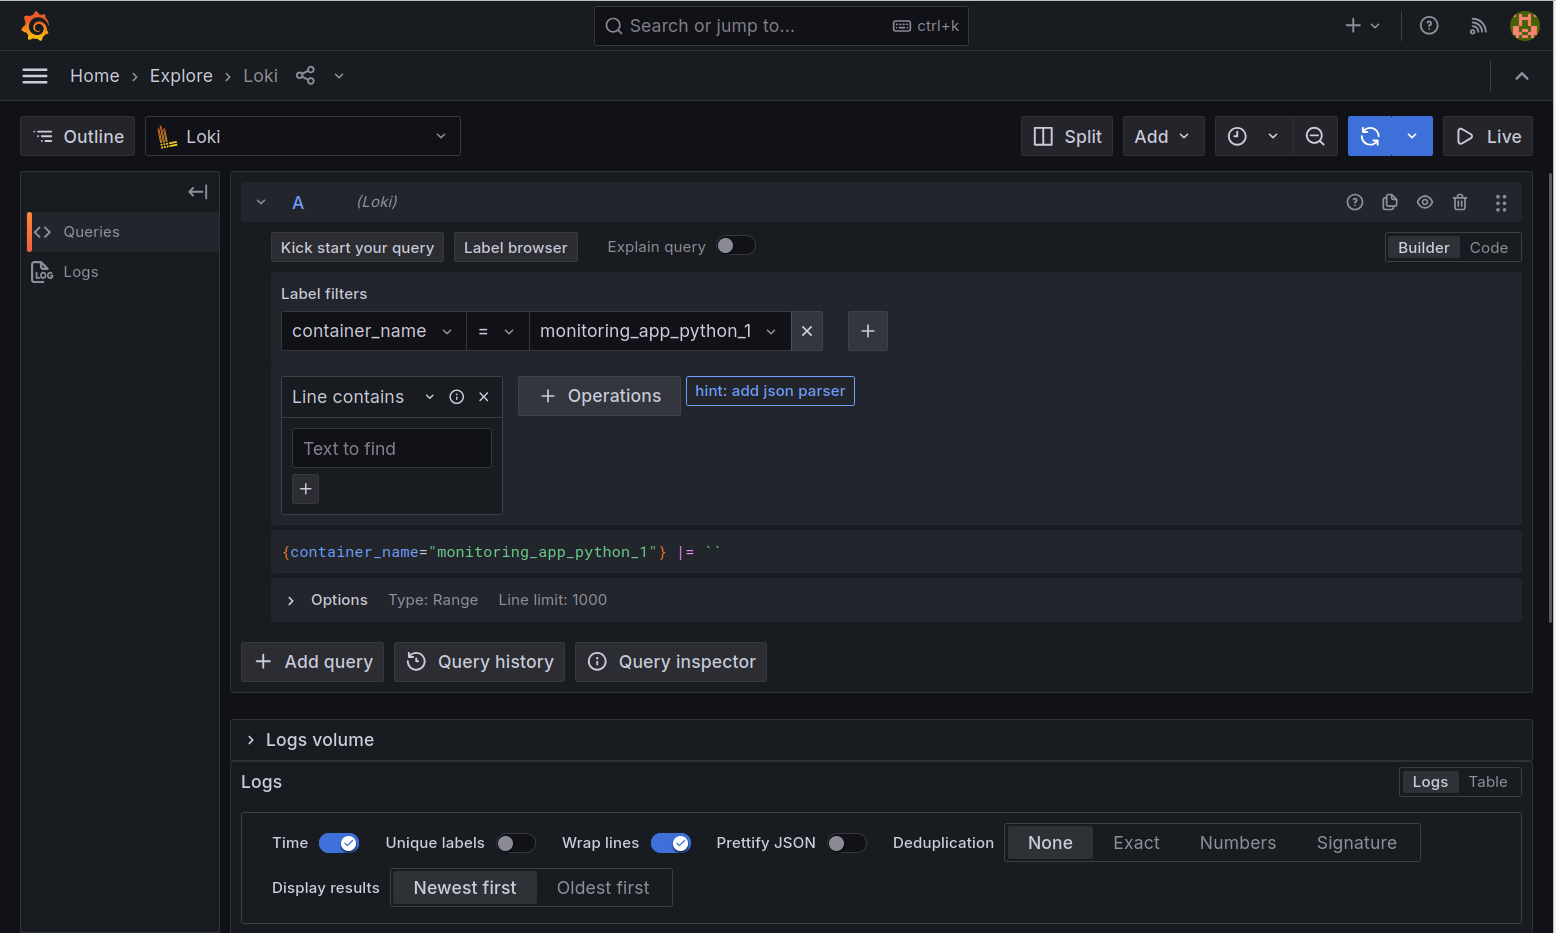 Search or jump to... ctrl+k
Home › Explore › Loki
Outline Loki Split Add Live
Queries
Logs
A (Loki)
Kick start your query Label browser Explain query Builder Code
Label filters
container_name = monitoring_app_python_1
Line contains Operations hint: add json parser
Text to find
{container_name="monitoring_app_python_1"} |= ``
Options Type: Range Line limit: 1000
Add query Query history Query inspector
Logs volume
Logs Logs Table
Time Unique labels Wrap lines Prettify JSON Deduplication None Exact Numbers Signature
Display results Newest first Oldest first